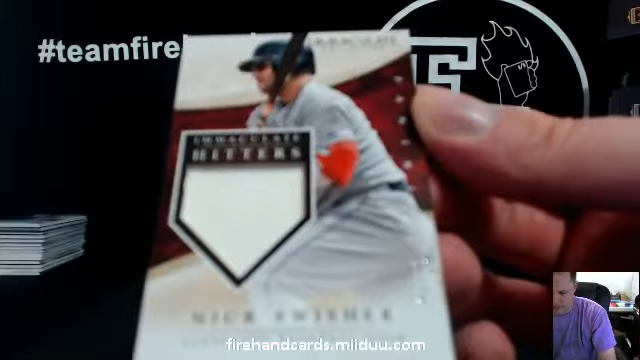 #teamfire
IMMACULATE
HITTERS
NICK SWISHER
firehandcards.miiduu.com